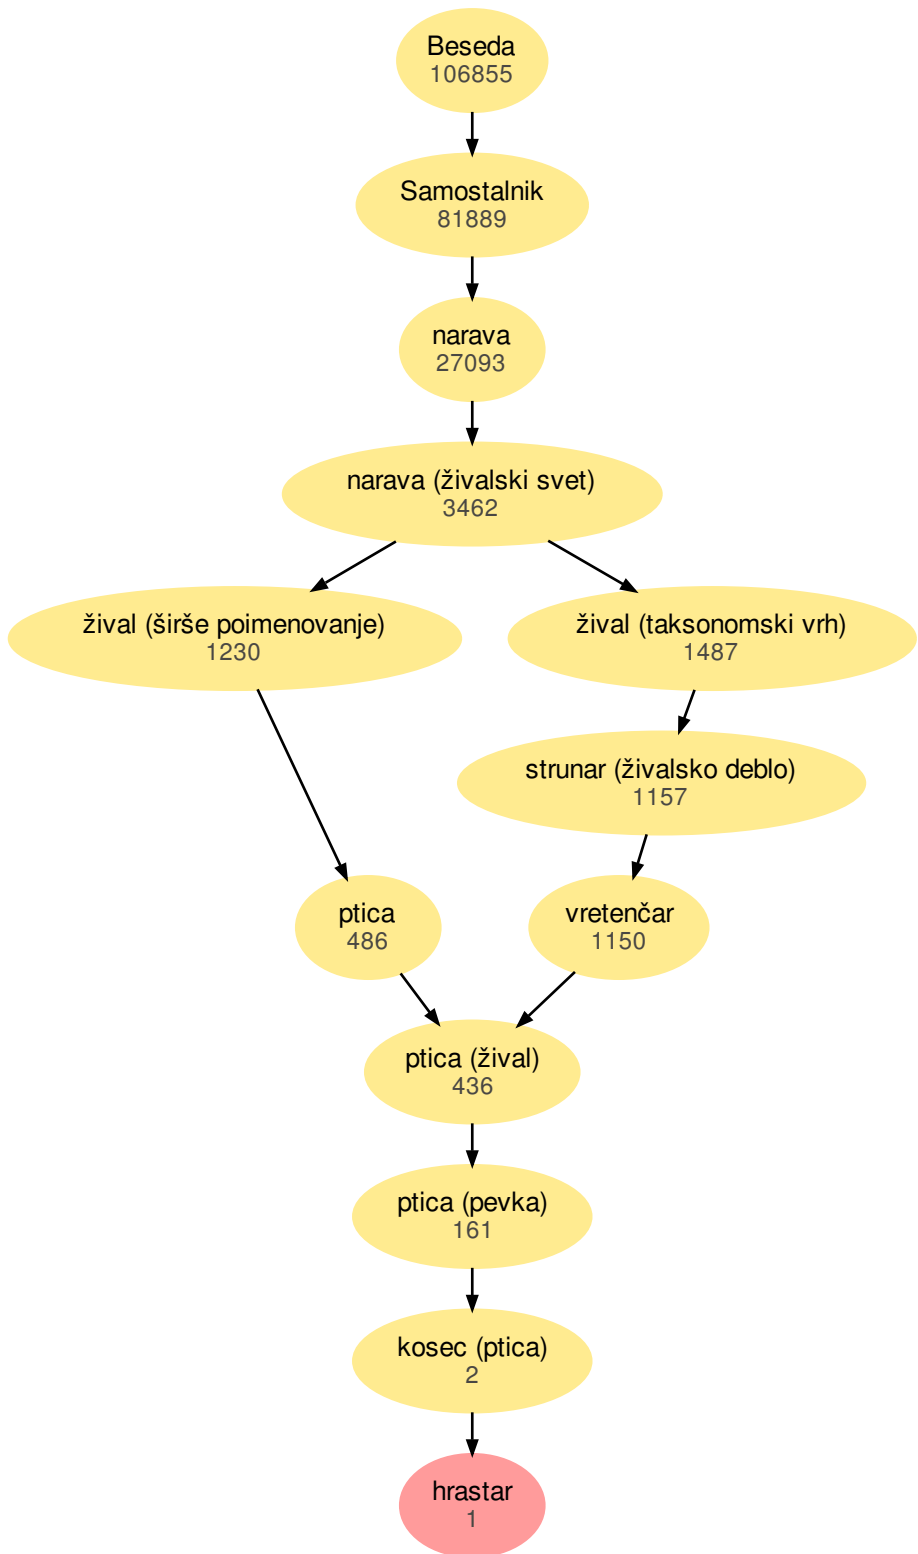 Beseda
106855
Samostalnik
81889
narava
27093
narava (živalski svet)
3462
žival (širše poimenovanje)
1230
žival (taksonomski vrh)
1487
strunar (živalsko deblo)
1157
ptica
486
vretenčar
1150
ptica (žival)
436
ptica (pevka)
161
kosec (ptica)
2
hrastar
1